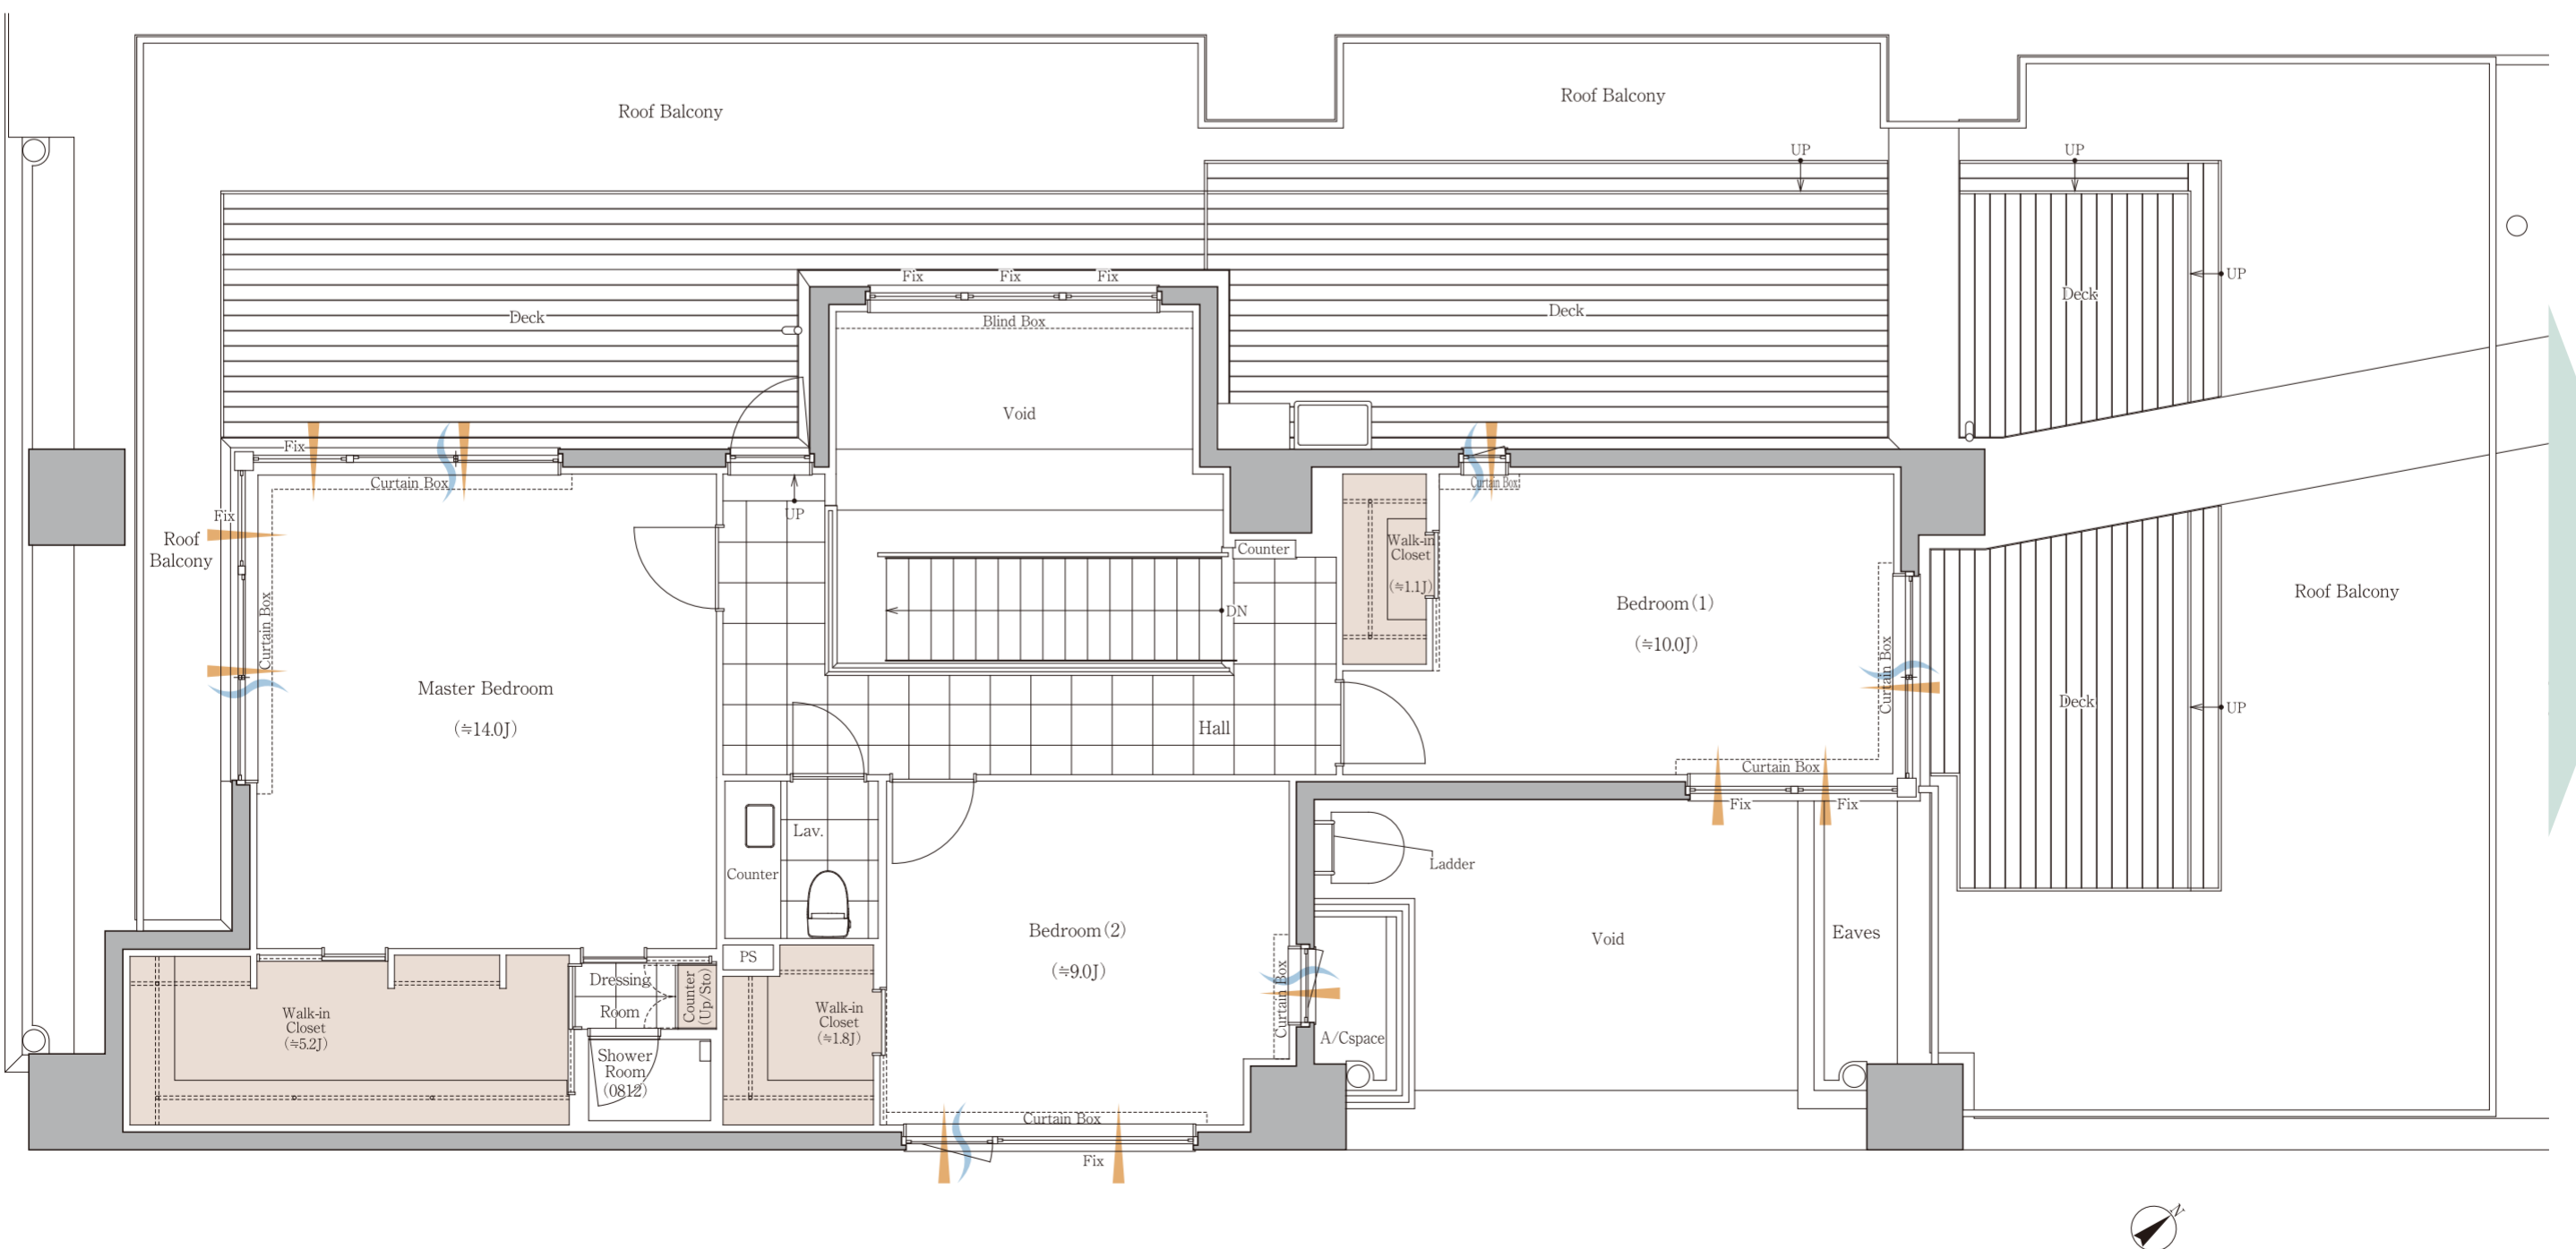 Roof Balcony
Roof Balcony
UP
UP
Fix
Fix
Fix
Blind Box
Deck
Deck
Deck
UP
Void
Fix
Curtain Box
UP
Curtain Box
Fix
Roof
Balcony
Curtain Box
Counter
DN
Walk-in
Closet
(≒1.1J)
Bedroom(1)
(≒10.0J)
Curtain Box
Roof Balcony
Master Bedroom
(≒14.0J)
Hall
Deck
UP
Curtain Box
Fix
Fix
Lav.
Counter
Ladder
Bedroom(2)
(≒9.0J)
Void
Eaves
PS
Dressing
Room
Counter
(Up/Sto)
Walk-in
Closet
(≒5.2J)
Walk-in
Closet
(≒1.8J)
Curtain Box
A/Cspace
Shower
Room
(0812)
Curtain Box
Fix
N